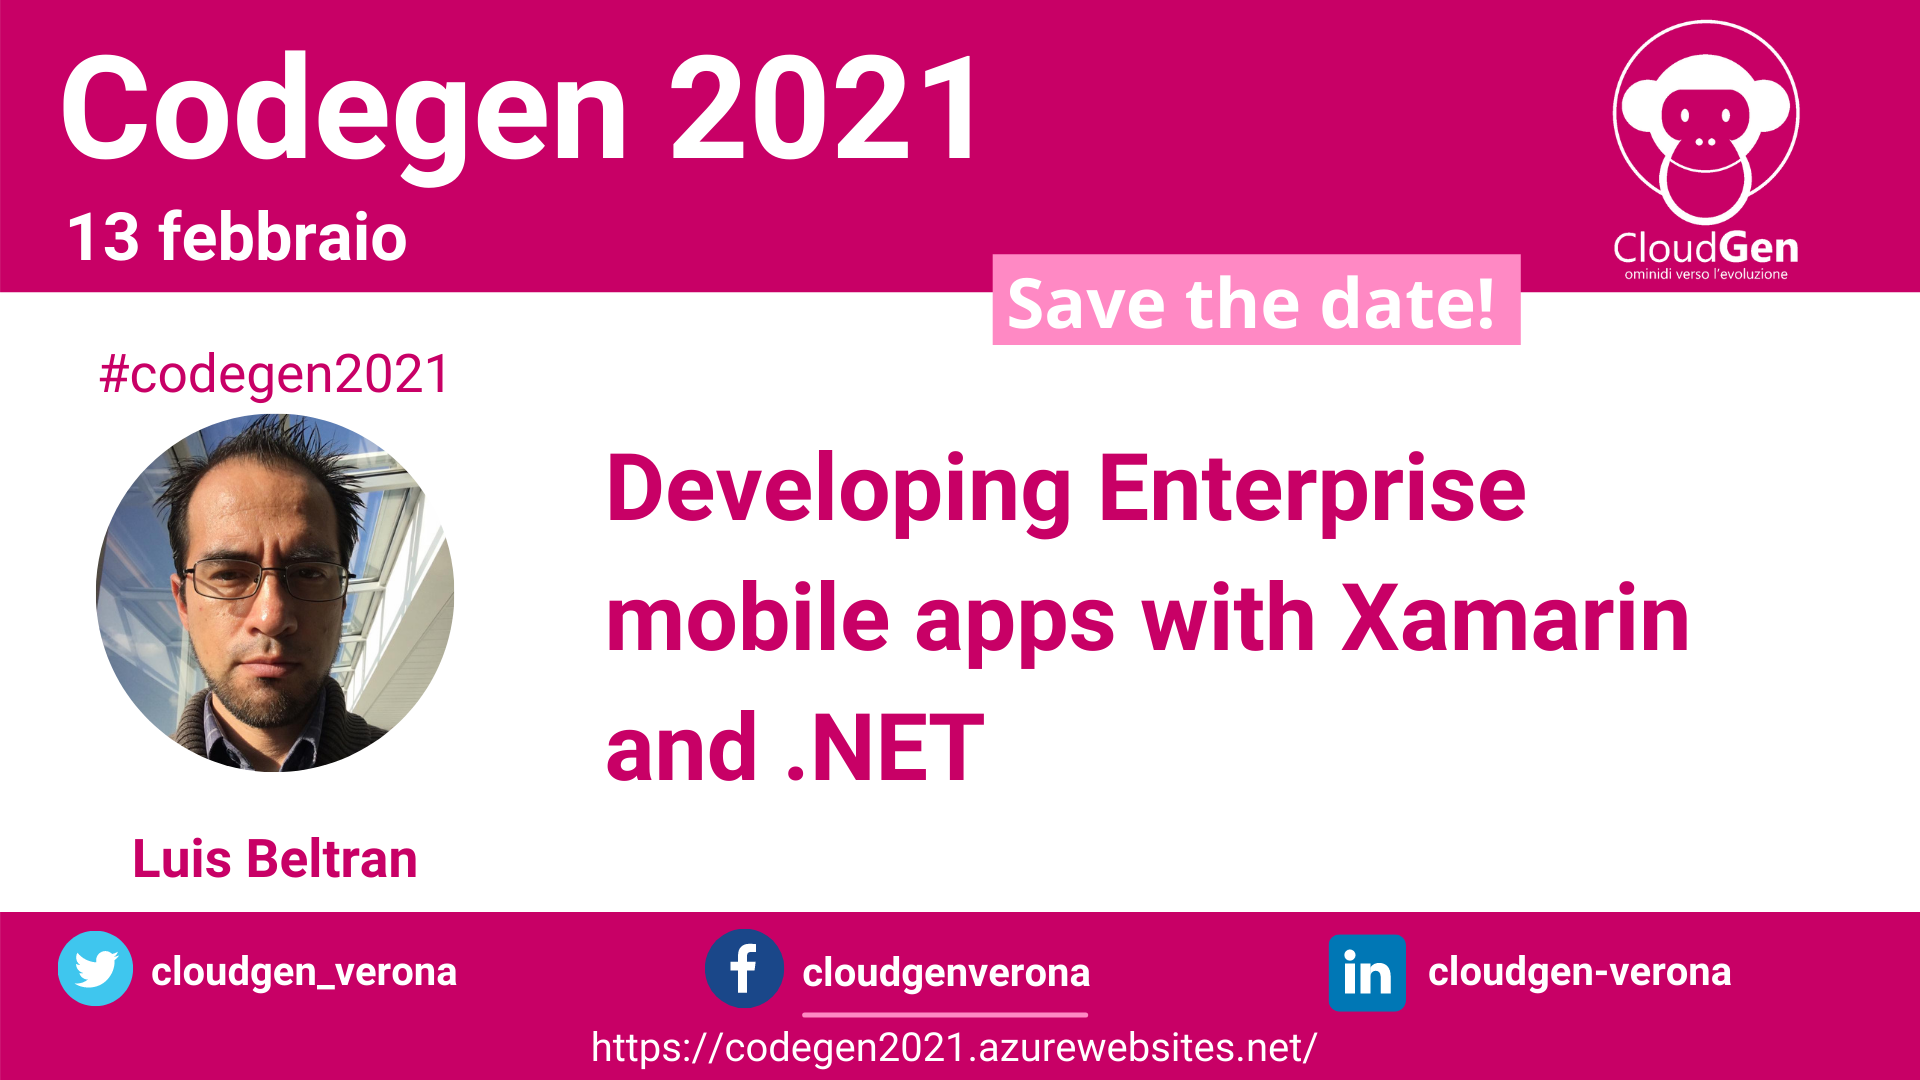 Codegen 2021
13 febbraio
CloudGen
ominidi verso l'evoluzione
Save the date!
#codegen2021
Developing Enterprise
mobile apps with Xamarin
and .NET
Luis Beltran
cloudgen_verona
cloudgenverona
cloudgen-verona
https://codegen2021.azurewebsites.net/